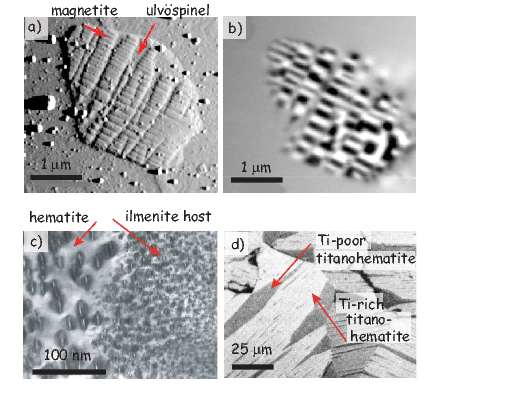 magnetite ulvöspinel
a)
1 µm
b)
1 µm
hematite ilmenite host
c)
100 nm
d)
Ti-poor
titanohematite
Ti-rich
titano-
hematite
25 µm